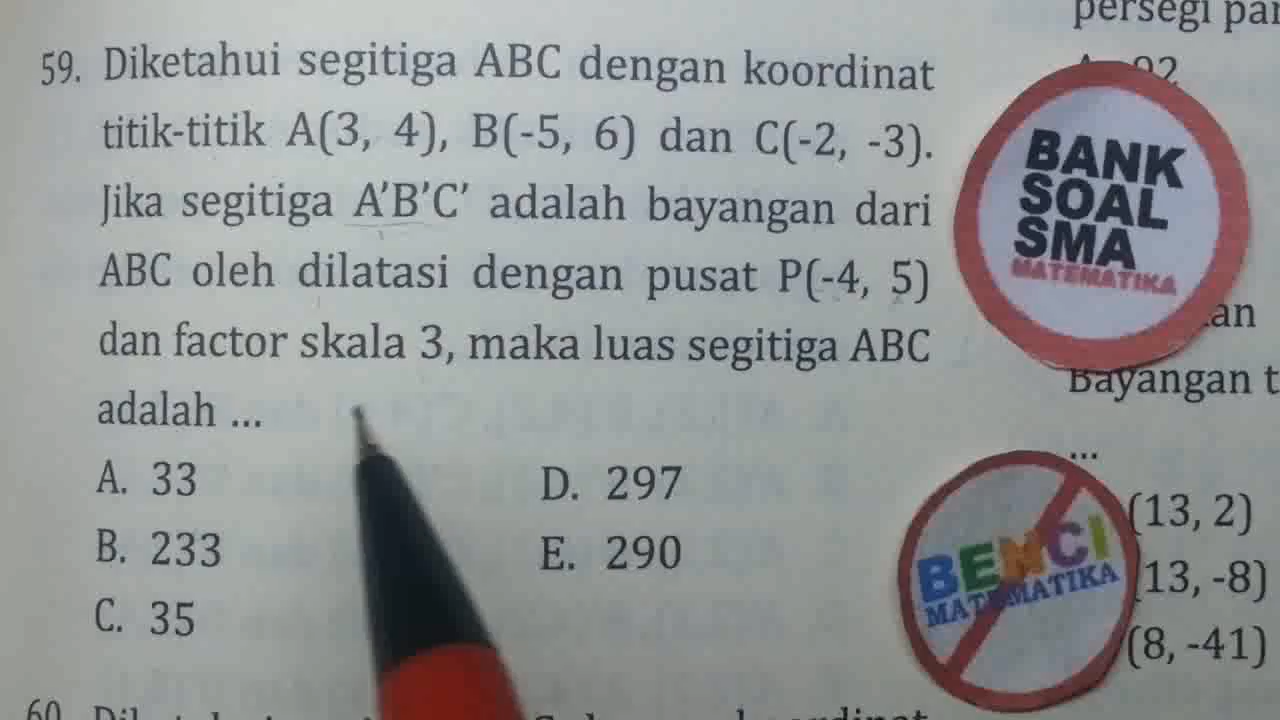 59. Diketahui segitiga ABC dengan koordinat
titik-titik A(3, 4), B(-5, 6) dan C(-2, -3).
Jika segitiga A'B'C' adalah bayangan dari
ABC oleh dilatasi dengan pusat P(-4, 5)
dan factor skala 3, maka luas segitiga ABC
adalah ...
A. 33
B. 233
C. 35
D. 297
E. 290
60.
persegi
BANK
SOAL
SMA
MATEMATIKA
an
Bayangan t
...
BENCI
MATEMATIKA
(13, 2)
(13, -8)
(8, -41)